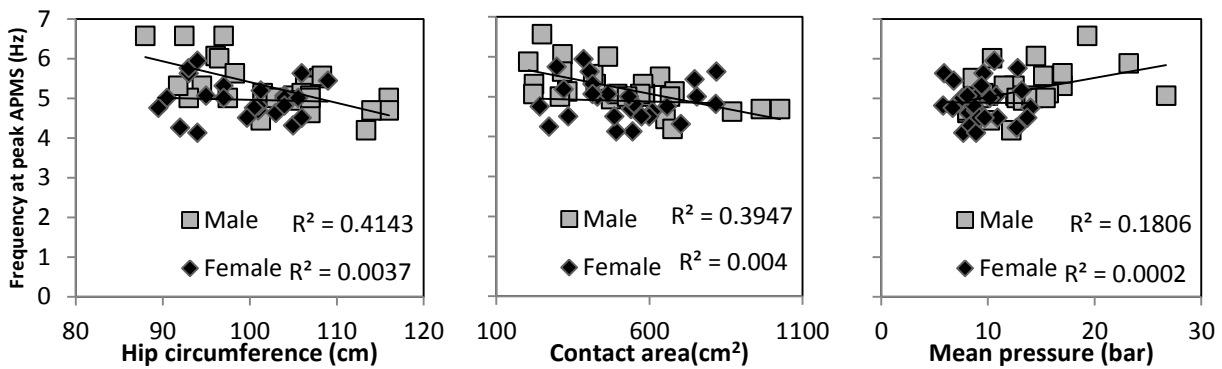 Frequency at peak APMS (Hz)
7
6
5
4
3
2
1
0
Male R² = 0.4143
Female R² = 0.0037
80 90 100 110 120
Hip circumference (cm)
Male R² = 0.3947
Female R² = 0.004
100 600 1100
Contact area(cm²)
Male R² = 0.1806
Female R² = 0.0002
0 10 20 30
Mean pressure (bar)